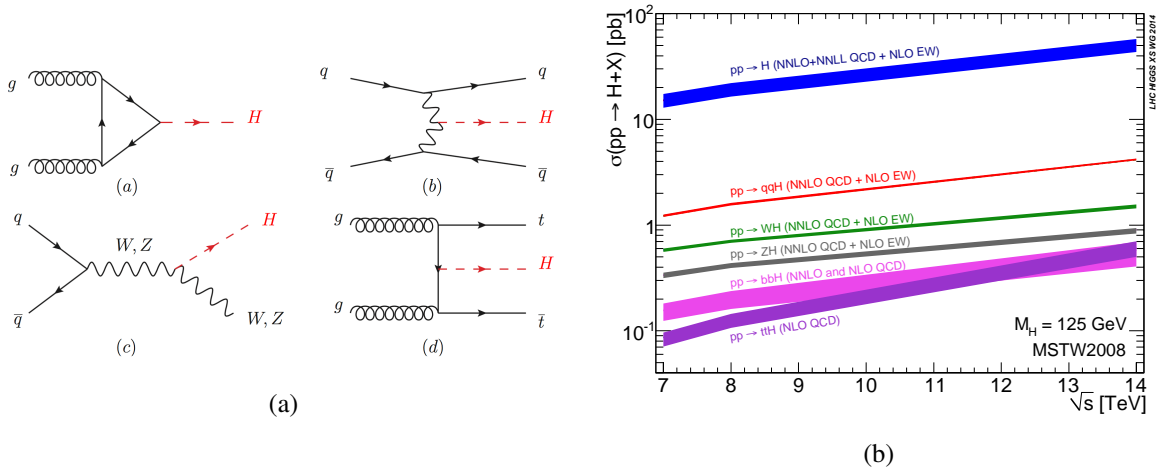 g
g
H
(a)
q
q̅
q
H
q̅
(b)
q
q̅
W, Z
H
W, Z
(c)
g
g
t
H
t̅
(d)
(a)
σ(pp → H+X) [pb]
10²
10
1
10⁻¹
pp → H (NNLO+NNLL QCD + NLO EW)
pp → qqH (NNLO QCD + NLO EW)
pp → WH (NNLO QCD + NLO EW)
pp → ZH (NNLO QCD + NLO EW)
pp → bbH (NNLO and NLO QCD)
pp → ttH (NLO QCD)
M_H = 125 GeV
MSTW2008
7 8 9 10 11 12 13 14
√s [TeV]
LHC HIGGS XS WG 2014
(b)